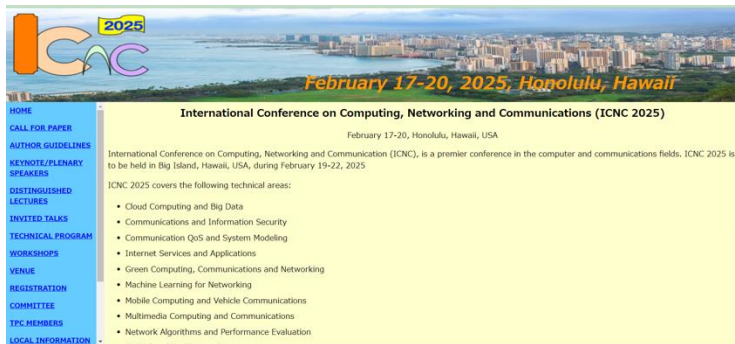 2025
ICNC
February 17-20, 2025, Honolulu, Hawaii
HOME
CALL FOR PAPER
AUTHOR GUIDELINES
KEYNOTE/PLENARY
SPEAKERS
DISTINGUISHED
LECTURES
INVITED TALKS
TECHNICAL PROGRAM
WORKSHOPS
VENUE
REGISTRATION
COMMITTEE
TPC MEMBERS
LOCAL INFORMATION
International Conference on Computing, Networking and Communications (ICNC 2025)
February 17-20, Honolulu, Hawaii, USA
International Conference on Computing, Networking and Communication (ICNC), is a premier conference in the computer and communications fields. ICNC 2025 is
to be held in Big Island, Hawaii, USA, during February 19-22, 2025
ICNC 2025 covers the following technical areas:
• Cloud Computing and Big Data
• Communications and Information Security
• Communication QoS and System Modeling
• Internet Services and Applications
• Green Computing, Communications and Networking
• Machine Learning for Networking
• Mobile Computing and Vehicle Communications
• Multimedia Computing and Communications
• Network Algorithms and Performance Evaluation